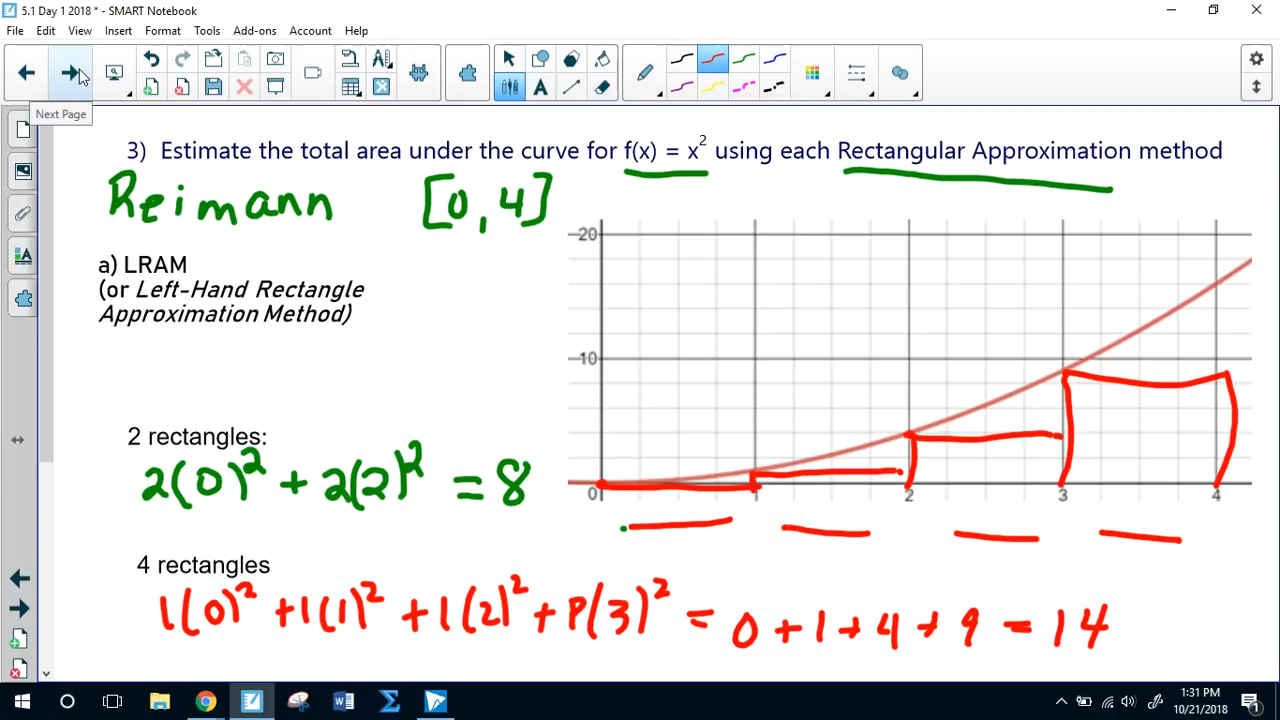 5.1 Day 1 2018 * - SMART Notebook
File Edit View Insert Format Tools Add-ons Account Help
Next Page
3) Estimate the total area under the curve for f(x) = x² using each Rectangular Approximation method
Reimann [0,4]
a) LRAM
(or Left-Hand Rectangle
Approximation Method)
20
10
0 1 2 3 4
2 rectangles:
2(0)² + 2(2)² = 8
4 rectangles
1(0)² + 1(1)² + 1(2)² + 1(3)² = 0 + 1 + 4 + 9 = 14
1:31 PM
10/21/2018